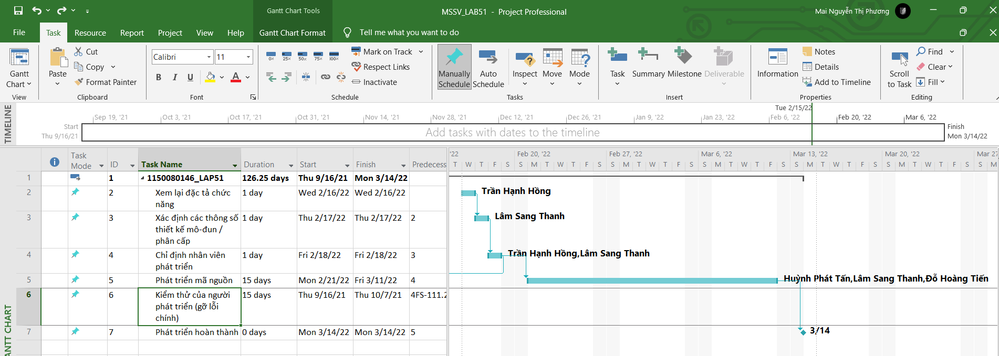 Gantt Chart Tools
MSSV_LAB51 - Project Professional
Mai Nguyễn Thị Phương
File Task Resource Report Project View Help Gantt Chart Format Tell me what you want to do
Gantt Chart
View
Paste
Cut
Copy
Format Painter
Clipboard
Calibri 11
B I U A
Font
0% 25% 50% 75% 100%
Mark on Track
Respect Links
Inactivate
Schedule
Manually Schedule
Auto Schedule
Inspect
Move
Mode
Tasks
Task
Summary
Milestone
Deliverable
Insert
Information
Notes
Details
Add to Timeline
Properties
Scroll to Task
Find
Clear
Fill
Editing
TIMELINE
Tue 2/15/22
Sep 19, '21 Oct 3, '21 Oct 17, '21 Oct 31, '21 Nov 14, '21 Nov 28, '21 Dec 12, '21 Dec 26, '21 Jan 9, '22 Jan 23, '22 Feb 6, '22 Feb 20, '22 Mar 6, '22
Start
Thu 9/16/21
Add tasks with dates to the timeline
Finish
Mon 3/14/22
Task Mode ID Task Name Duration Start Finish Predecess
'22 Feb 20, '22 Feb 27, '22 Mar 6, '22 Mar 13, '22 Mar 20, '22 Mar 27
T W T F S S M T W T F S S M T W T F S S M T W T F S S M T W T F S S M T W T F S S M
1 1 1150080146_LAP51 126.25 days Thu 9/16/21 Mon 3/14/22
2 2 Xem lại đặc tả chức năng 1 day Wed 2/16/22 Wed 2/16/22
Trần Hạnh Hồng
3 3 Xác định các thông số thiết kế mô-đun / phân cấp 1 day Thu 2/17/22 Thu 2/17/22 2
Lâm Sang Thanh
4 4 Chỉ định nhân viên phát triển 1 day Fri 2/18/22 Fri 2/18/22 3
Trần Hạnh Hồng,Lâm Sang Thanh
5 5 Phát triển mã nguồn 15 days Mon 2/21/22 Fri 3/11/22 4
Huỳnh Phát Tấn,Lâm Sang Thanh,Đỗ Hoàng Tiến
6 6 Kiểm thử của người phát triển (gỡ lỗi chính) 15 days Thu 9/16/21 Thu 10/7/21 4FS-111.2
7 7 Phát triển hoàn thành 0 days Mon 3/14/22 Mon 3/14/22 5
3/14
ANTT CHART